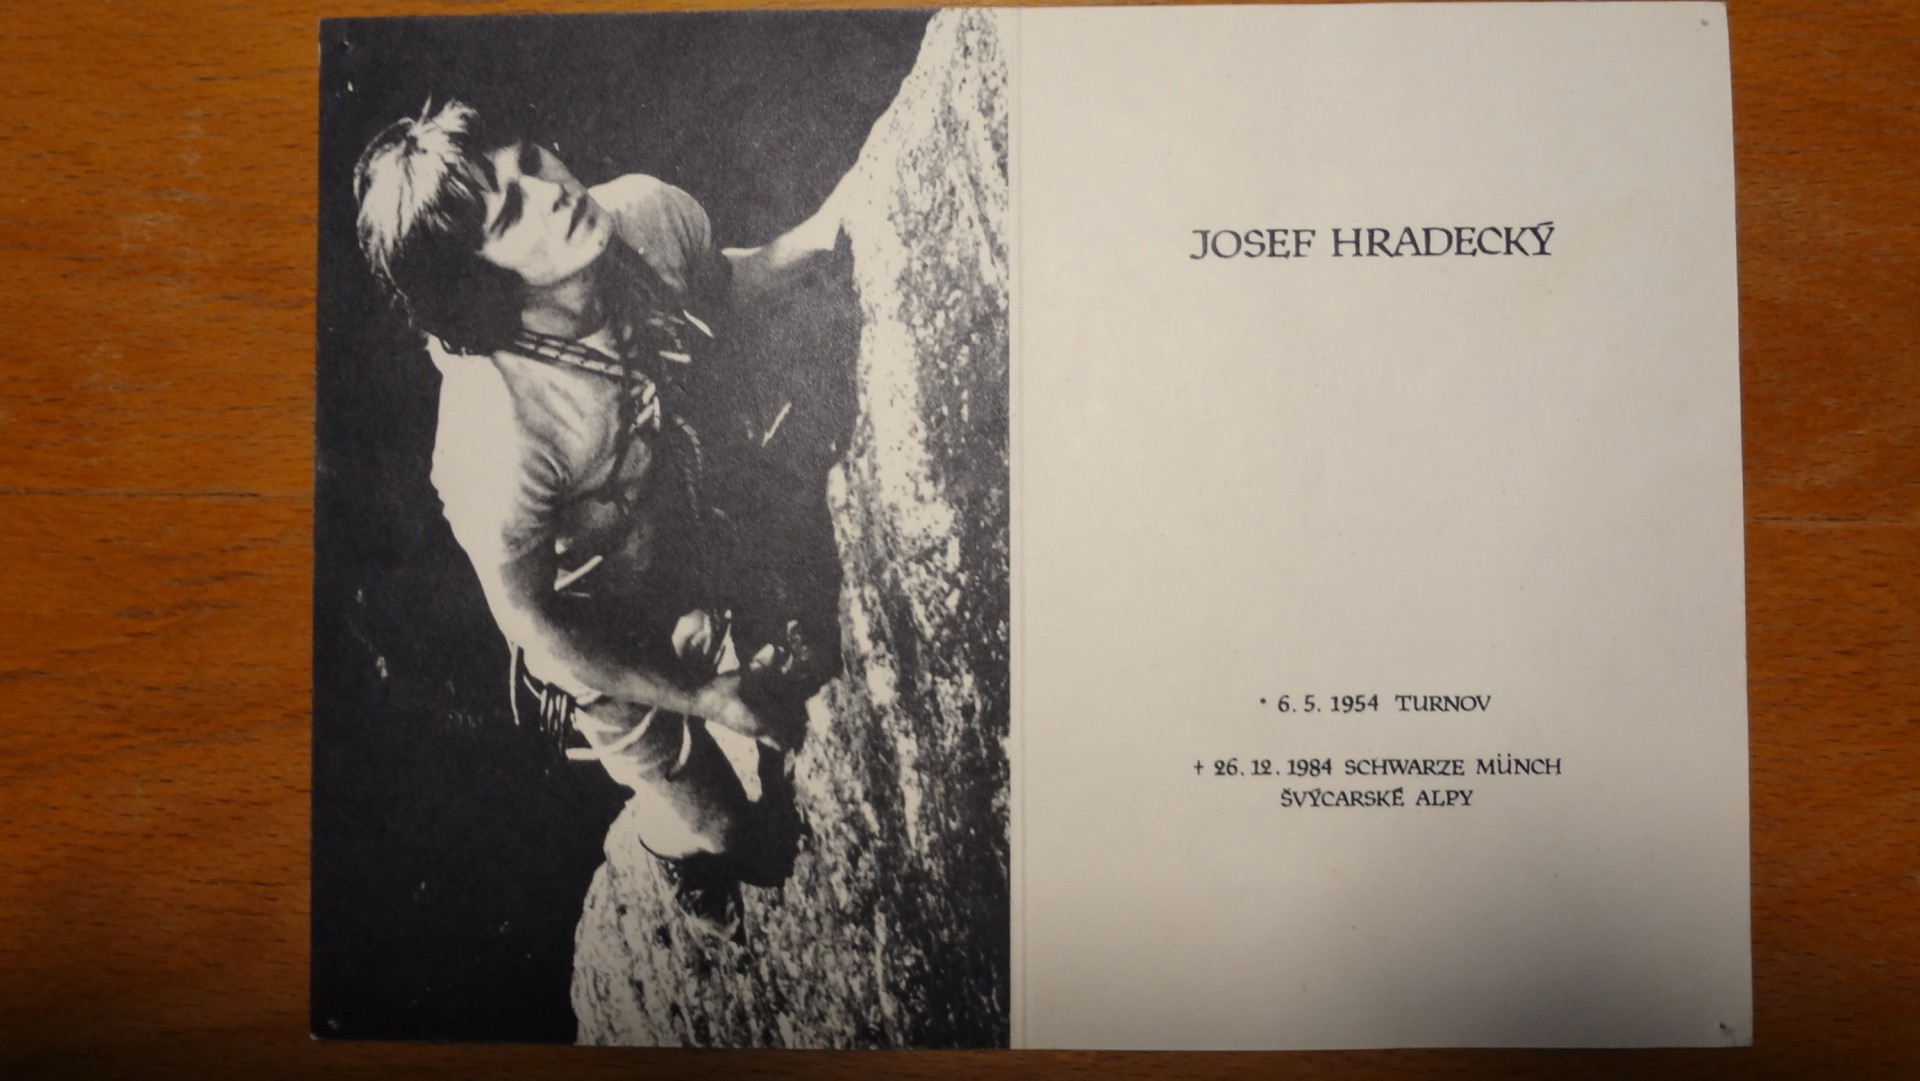 JOSEF HRADECKÝ
* 6. 5. 1954 TURNOV
† 26. 12. 1984 SCHWARZE MÜNCH
ŠVÝCARSKÉ ALPY